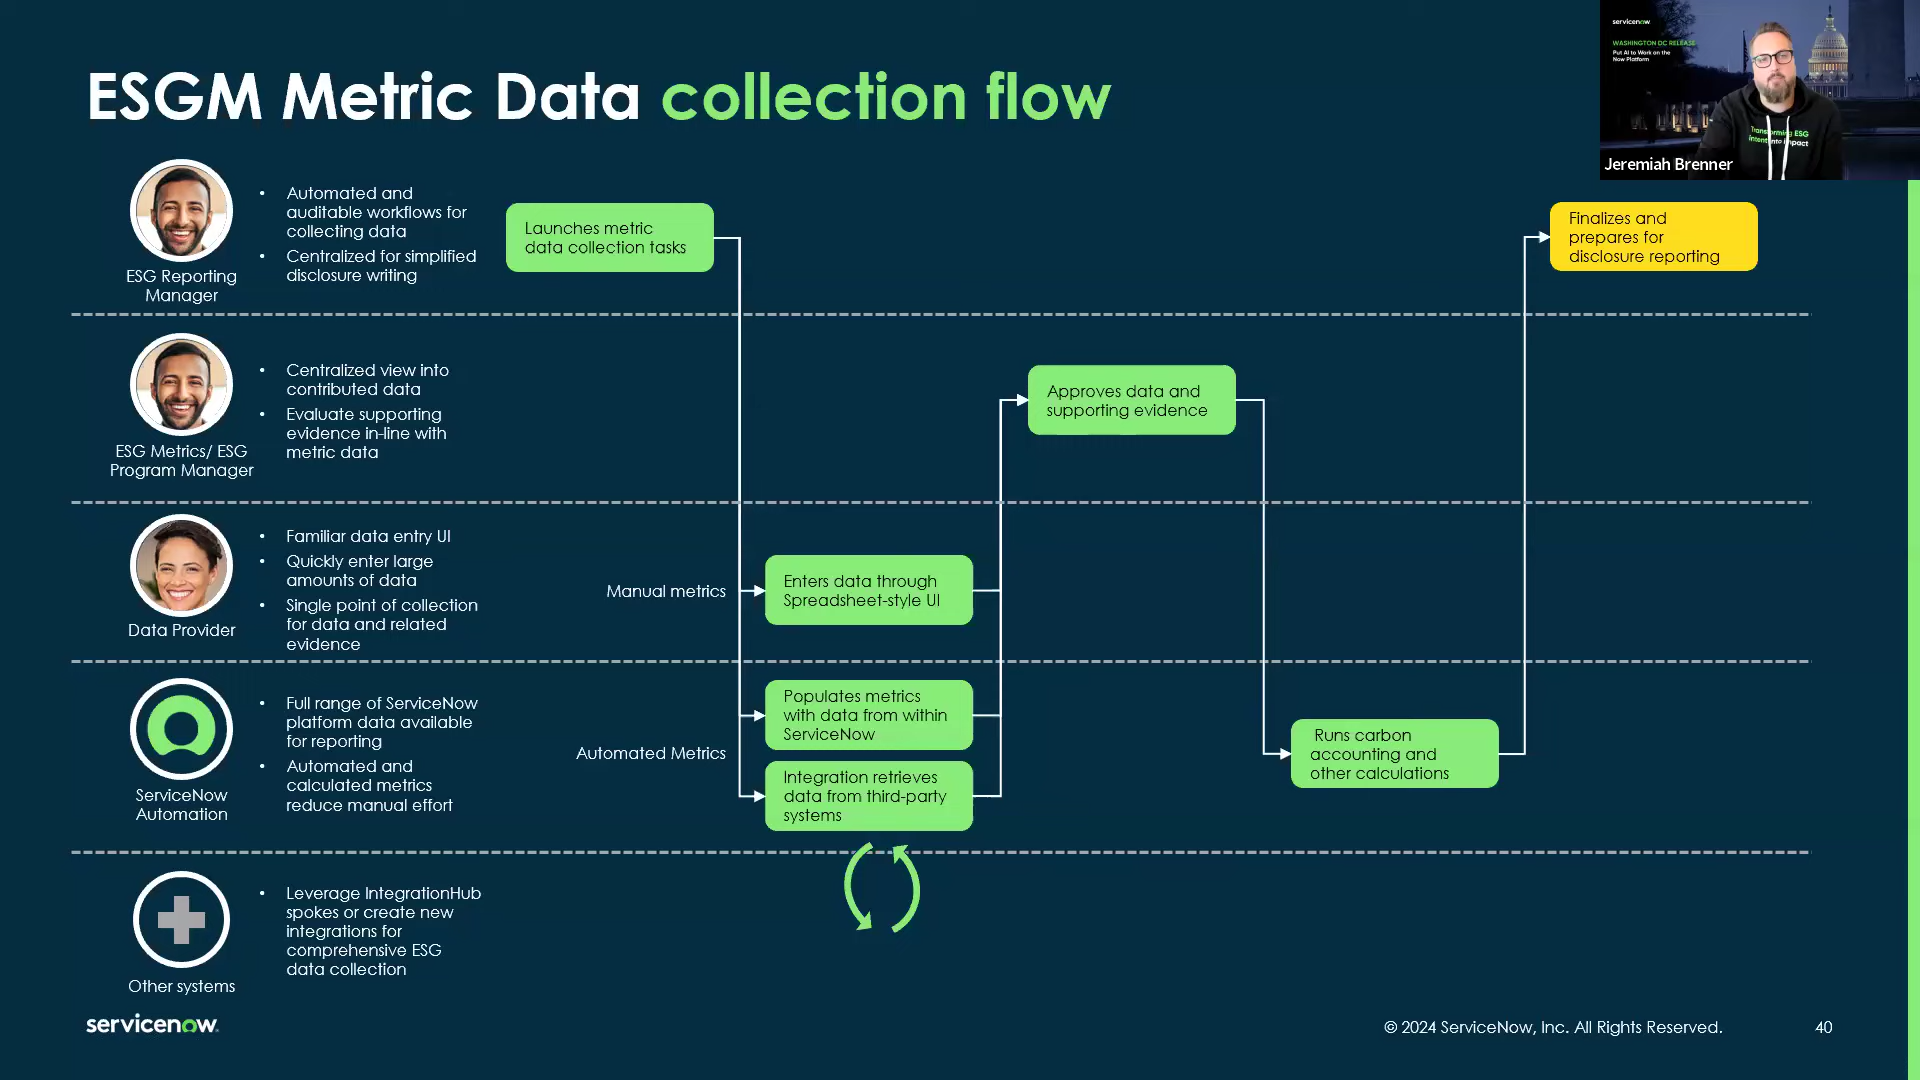 ESGM Metric Data collection flow
servicenow
WASHINGTON DC RELEASE
Put AI to Work on the
Now Platform
Transforming ESG
Intent into Impact
Jeremiah Brenner
ESG Reporting
Manager
• Automated and
auditable workflows for
collecting data
• Centralized for simplified
disclosure writing
Launches metric
data collection tasks
Finalizes and
prepares for
disclosure reporting
ESG Metrics/ ESG
Program Manager
• Centralized view into
contributed data
• Evaluate supporting
evidence in-line with
metric data
Approves data and
supporting evidence
Data Provider
• Familiar data entry UI
• Quickly enter large
amounts of data
• Single point of collection
for data and related
evidence
Manual metrics
Enters data through
Spreadsheet-style UI
ServiceNow
Automation
• Full range of ServiceNow
platform data available
for reporting
• Automated and
calculated metrics
reduce manual effort
Automated Metrics
Populates metrics
with data from within
ServiceNow
Integration retrieves
data from third-party
systems
Runs carbon
accounting and
other calculations
Other systems
• Leverage IntegrationHub
spokes or create new
integrations for
comprehensive ESG
data collection
servicenow
© 2024 ServiceNow, Inc. All Rights Reserved.
40